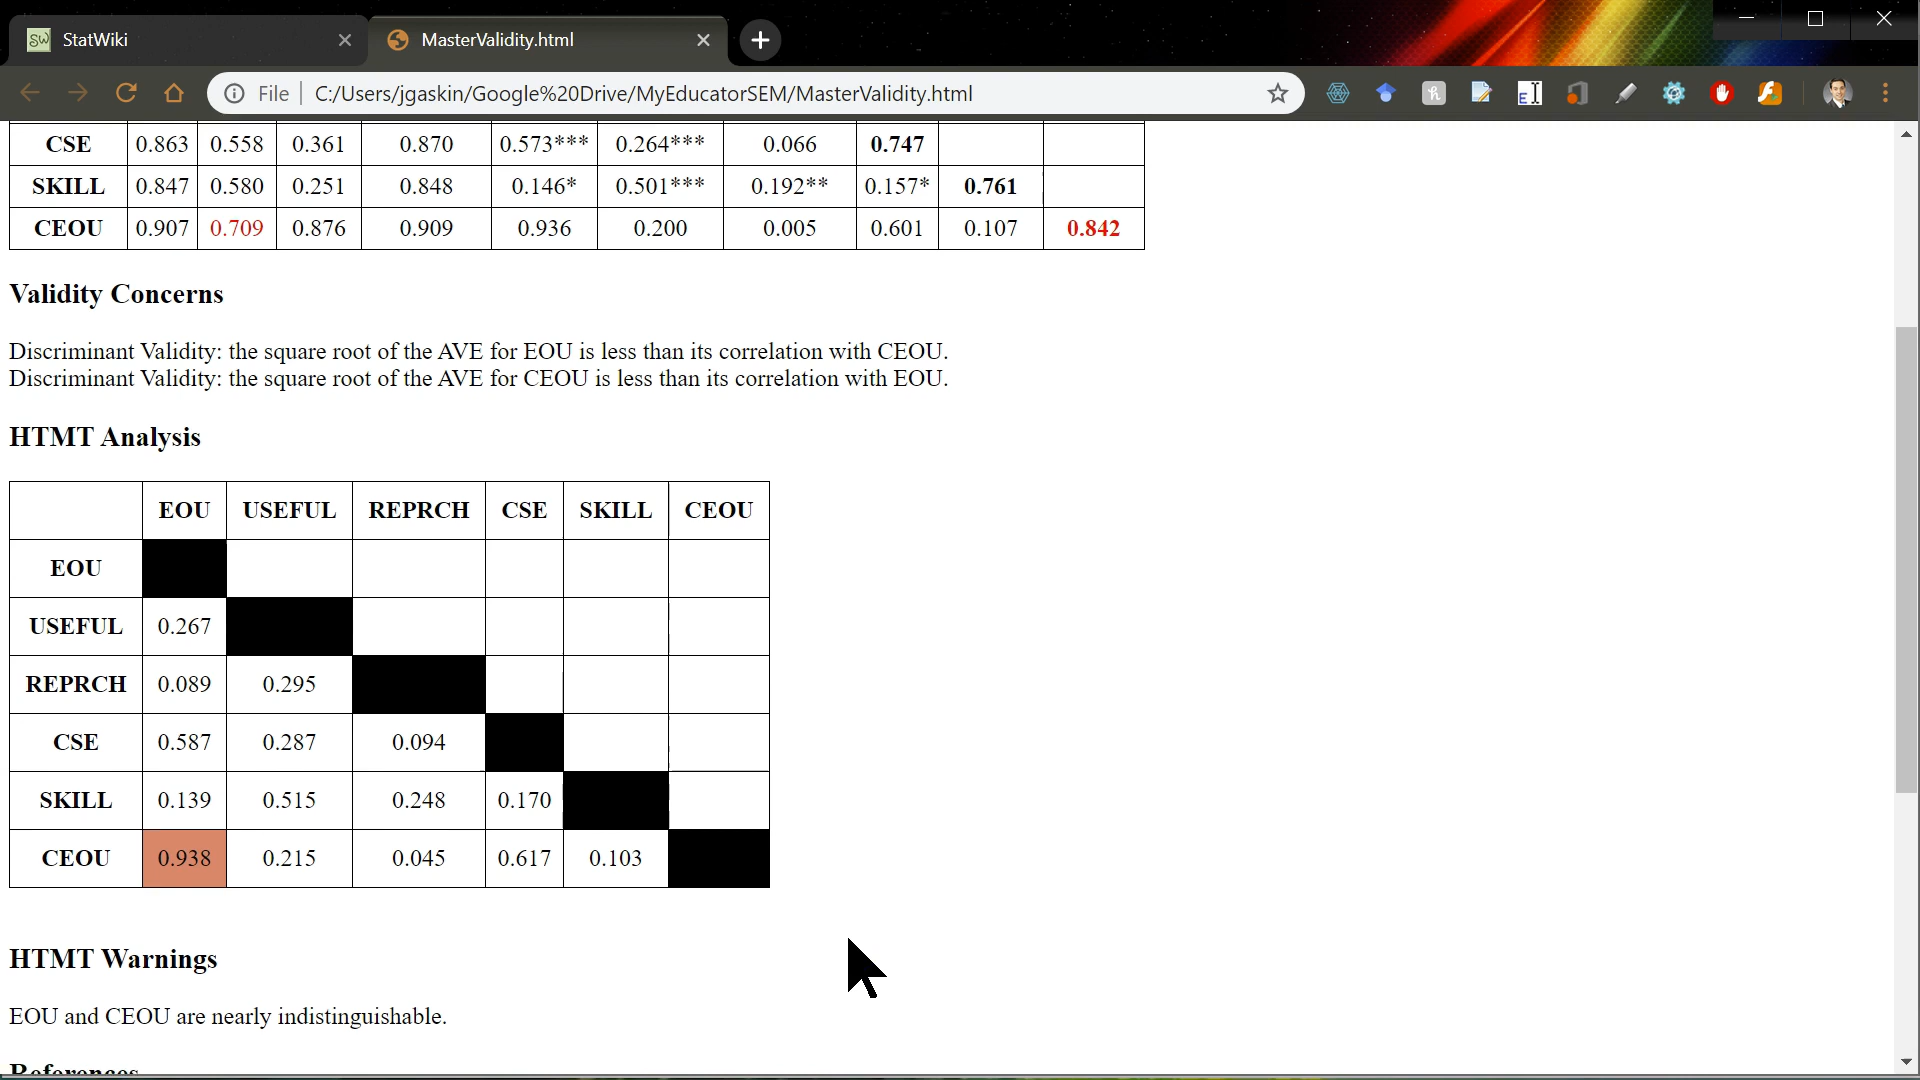 StatWiki
MasterValidity.html
File C:/Users/jgaskin/Google%20Drive/MyEducatorSEM/MasterValidity.html
CSE 0.863 0.558 0.361 0.870 0.573*** 0.264*** 0.066 0.747
SKILL 0.847 0.580 0.251 0.848 0.146* 0.501*** 0.192** 0.157* 0.761
CEOU 0.907 0.709 0.876 0.909 0.936 0.200 0.005 0.601 0.107 0.842
Validity Concerns
Discriminant Validity: the square root of the AVE for EOU is less than its correlation with CEOU.
Discriminant Validity: the square root of the AVE for CEOU is less than its correlation with EOU.
HTMT Analysis
EOU USEFUL REPRCH CSE SKILL CEOU
EOU
USEFUL 0.267
REPRCH 0.089 0.295
CSE 0.587 0.287 0.094
SKILL 0.139 0.515 0.248 0.170
CEOU 0.938 0.215 0.045 0.617 0.103
HTMT Warnings
EOU and CEOU are nearly indistinguishable.
References